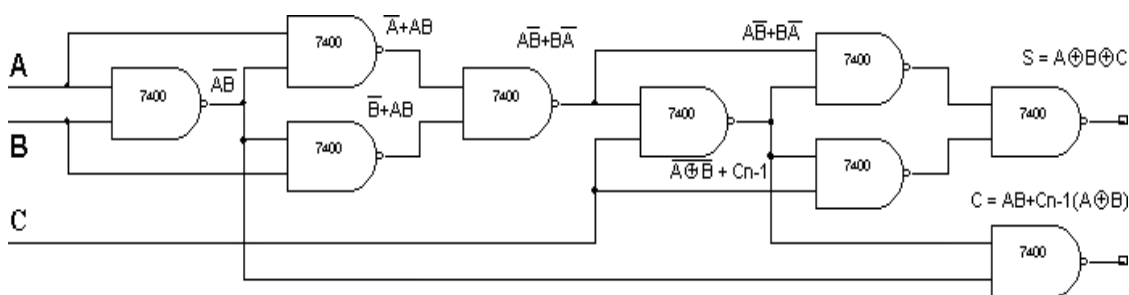 A̅+AB
7400
AB̅+BA̅
AB̅+BA̅
7400
S = A⊕B⊕C
A
7400
A̅B̅
7400
7400
7400
B̅+AB
B
7400
7400
A̅⊕̅B̅ + Cn-1
C
C = AB+Cn-1(A⊕B)
7400